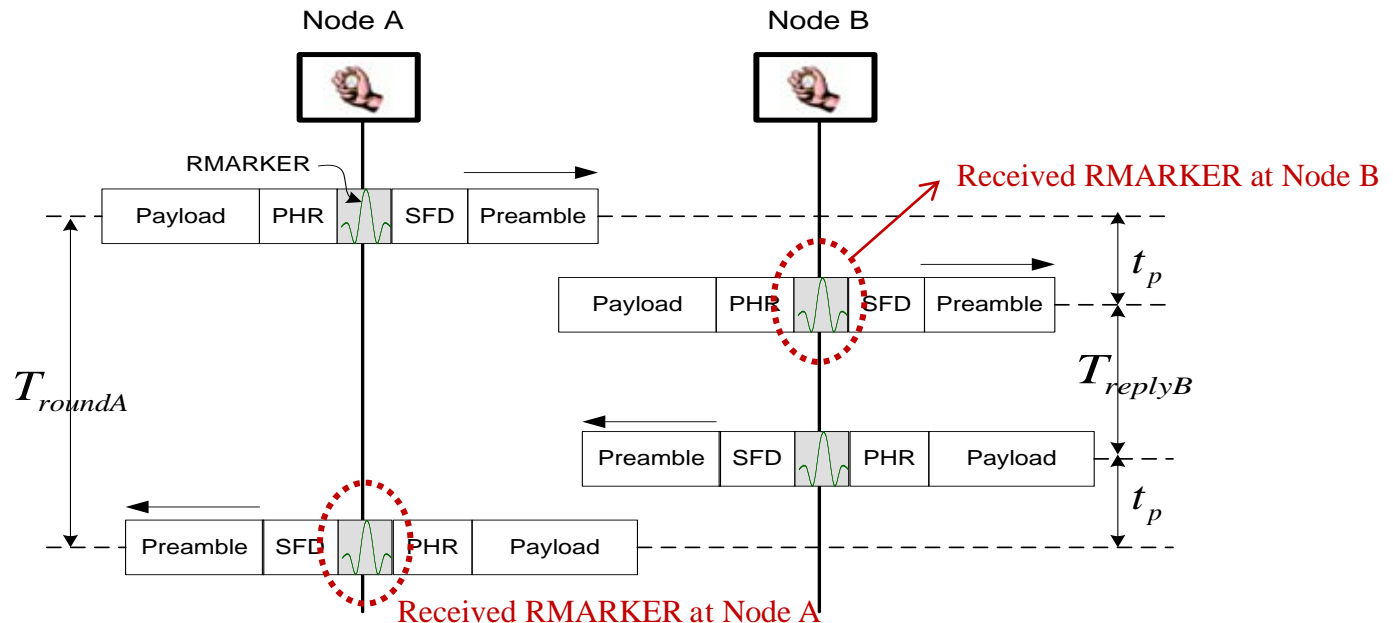 Node A
Node B
RMARKER
Received RMARKER at Node B
Payload PHR SFD Preamble
t_p
Payload PHR SFD Preamble
T_roundA
T_replyB
Preamble SFD PHR Payload
t_p
Preamble SFD PHR Payload
Received RMARKER at Node A